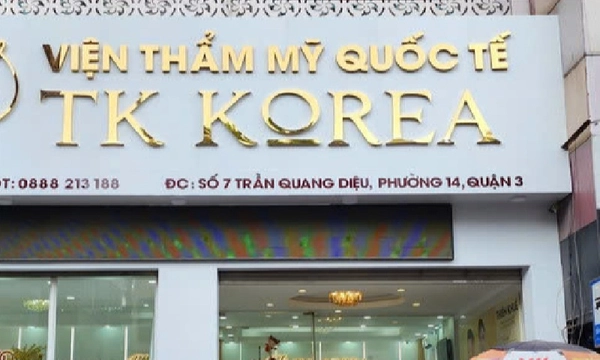 VIỆN THẨM MỸ QUỐC TẾ
TK KOREA
ĐT: 0888 213 188
ĐC: SỐ 7 TRẦN QUANG DIỆU, PHƯỜNG 14, QUẬN 3